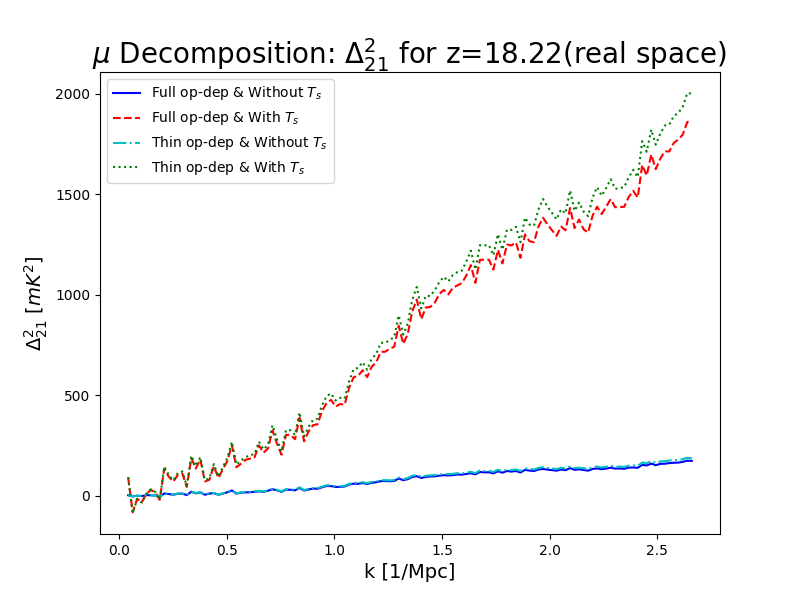 μ Decomposition: Δ²₂₁ for z=18.22(real space)
Full op-dep & Without Tₛ
Full op-dep & With Tₛ
Thin op-dep & Without Tₛ
Thin op-dep & With Tₛ
2000
1500
1000
500
0
Δ²₂₁ [mK²]
0.0 0.5 1.0 1.5 2.0 2.5
k [1/Mpc]